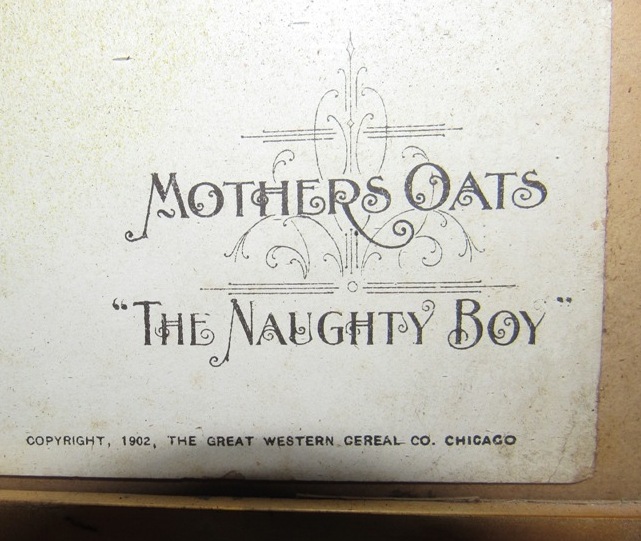 MOTHERS OATS
"THE NAUGHTY BOY"
COPYRIGHT, 1902, THE GREAT WESTERN CEREAL CO. CHICAGO